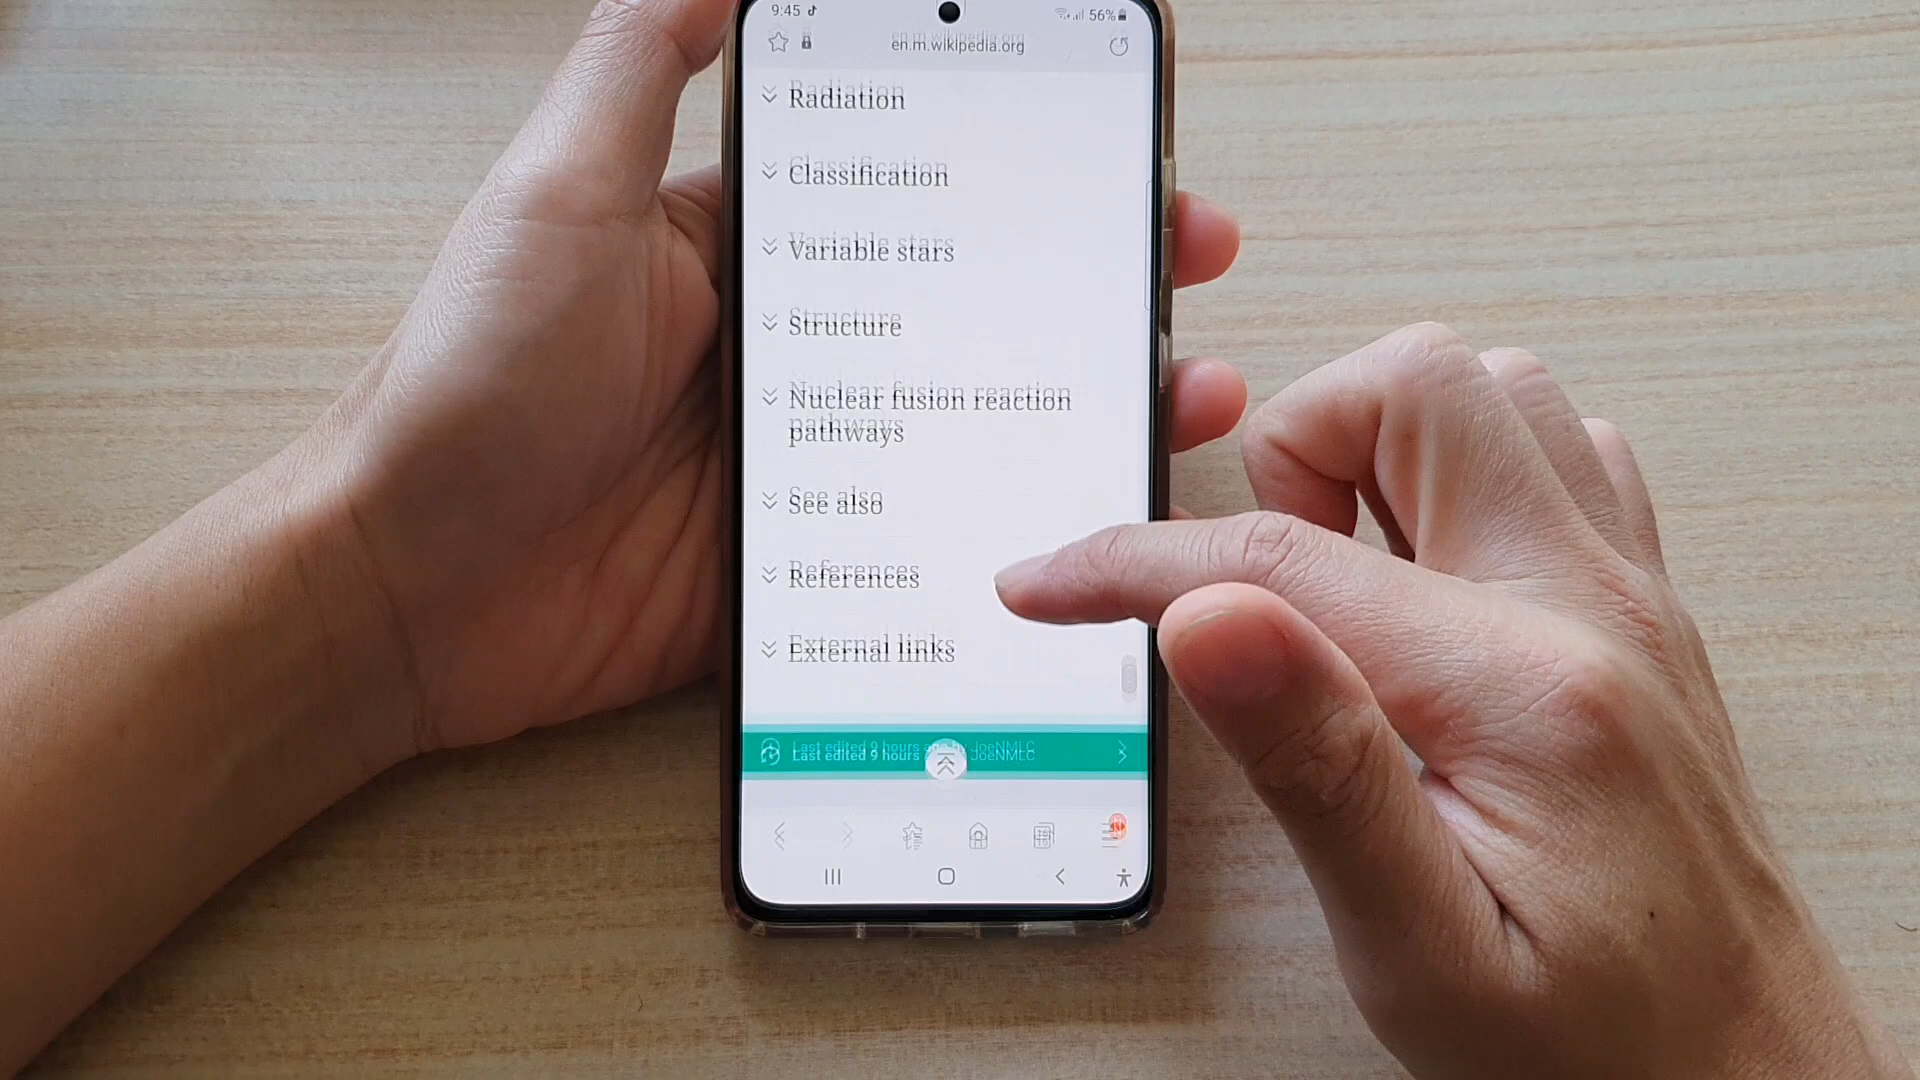 9:45 56%
en.m.wikipedia.org
Radiation
Classification
Variable stars
Structure
Nuclear fusion reaction
pathways
See also
References
External links
Last edited 9 hours ago by JoeNMLC